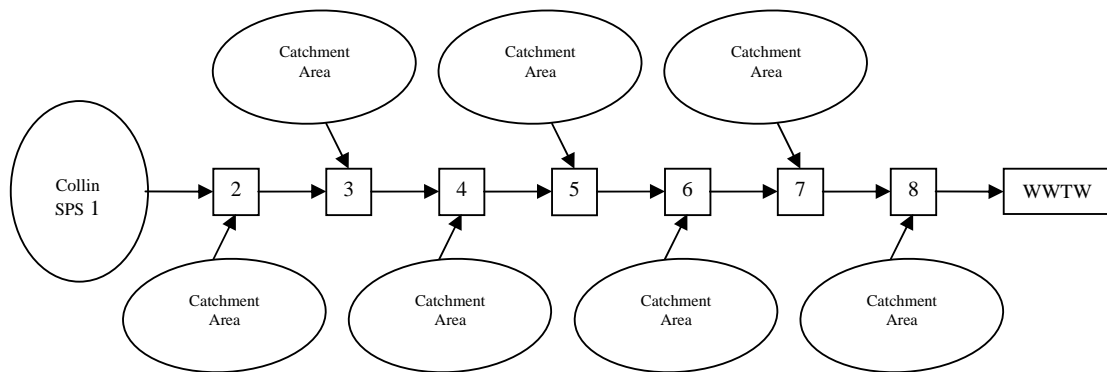 Catchment
Area
Catchment
Area
Catchment
Area
Collin
SPS 1
2
3
4
5
6
7
8
WWTW
Catchment
Area
Catchment
Area
Catchment
Area
Catchment
Area